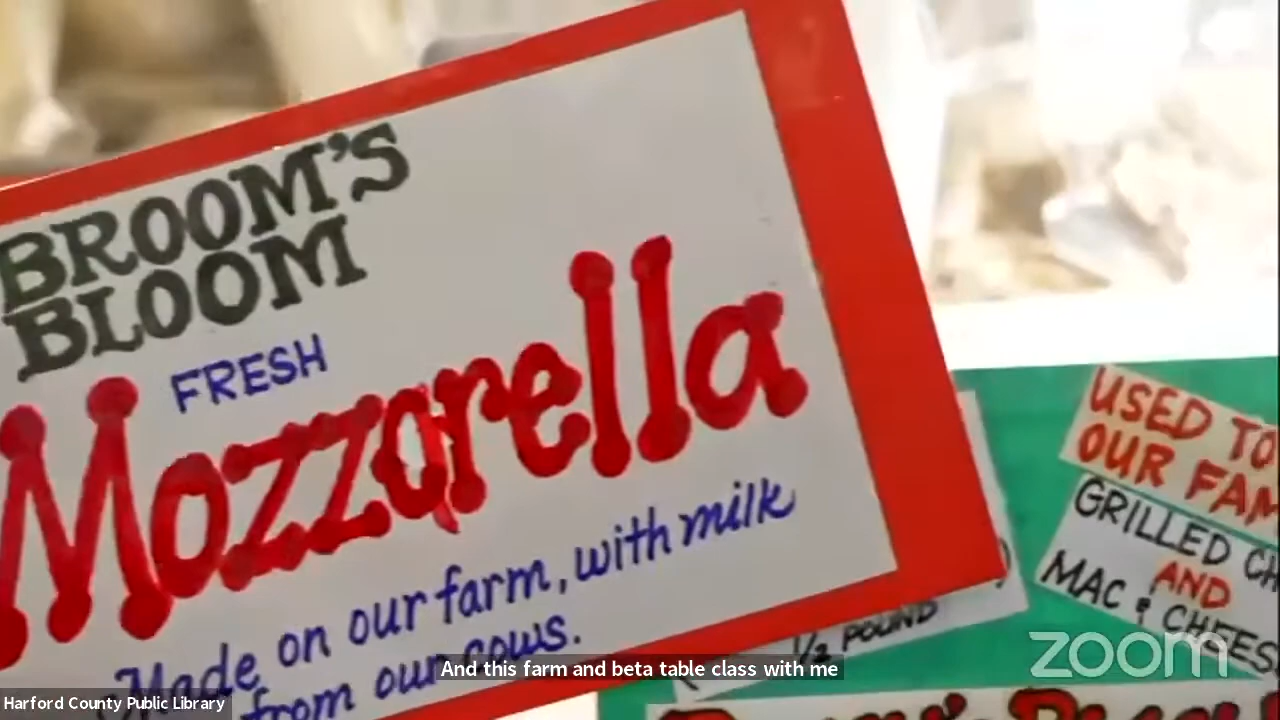 BROOM'S
BLOOM
FRESH
Mozzarella
Made on our farm, with milk
from our cows.
USED TO
OUR FAM
GRILLED CH
AND
MAC & CHEES
1/2 POUND
And this farm and beta table class with me
zoom
Harford County Public Library